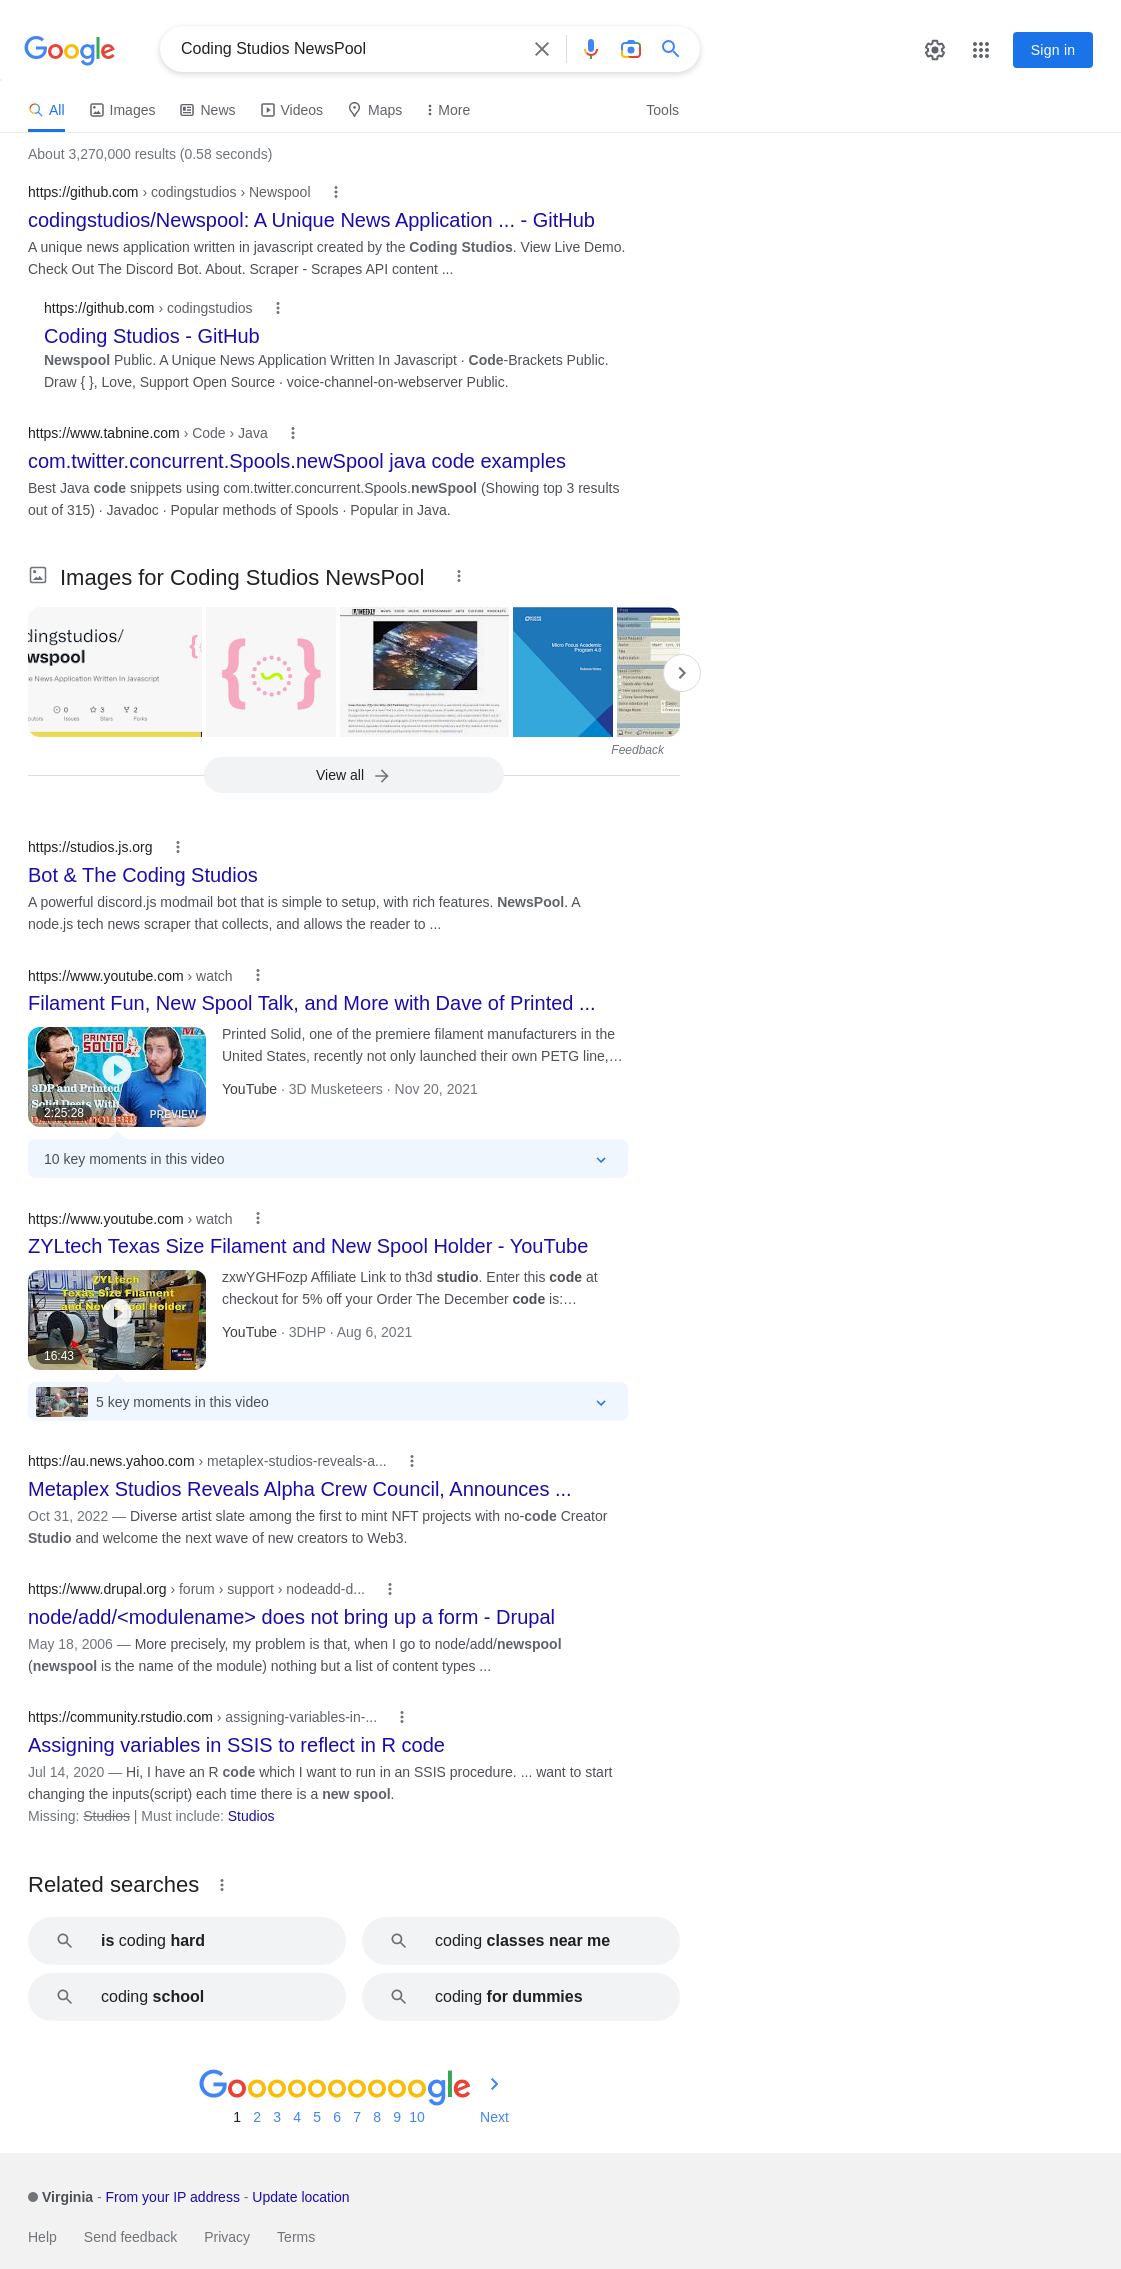 Google
Coding Studios NewsPool
Sign in
All
Images
News
Videos
Maps
More
Tools
About 3,270,000 results (0.58 seconds)
https://github.com › codingstudios › Newspool
codingstudios/Newspool: A Unique News Application ... - GitHub
A unique news application written in javascript created by the Coding Studios. View Live Demo.
Check Out The Discord Bot. About. Scraper - Scrapes API content ...
https://github.com › codingstudios
Coding Studios - GitHub
Newspool Public. A Unique News Application Written In Javascript · Code-Brackets Public.
Draw { }, Love, Support Open Source · voice-channel-on-webserver Public.
https://www.tabnine.com › Code › Java
com.twitter.concurrent.Spools.newSpool java code examples
Best Java code snippets using com.twitter.concurrent.Spools.newSpool (Showing top 3 results
out of 315) · Javadoc · Popular methods of Spools · Popular in Java.
Images for Coding Studios NewsPool
dingstudios/
wspool
e News Application Written In Javascript
0
3
2
utors
Issues
Stars
Forks
WEEKLY
Micro Focus Academic
Program 4.0
Release Notes
Feedback
View all
https://studios.js.org
Bot & The Coding Studios
A powerful discord.js modmail bot that is simple to setup, with rich features. NewsPool. A
node.js tech news scraper that collects, and allows the reader to ...
https://www.youtube.com › watch
Filament Fun, New Spool Talk, and More with Dave of Printed ...
PRINTED
SOLID
3DP and Printed
Solid Deets With
2:25:28
PREVIEW
Printed Solid, one of the premiere filament manufacturers in the
United States, recently not only launched their own PETG line,…
YouTube · 3D Musketeers · Nov 20, 2021
10 key moments in this video
https://www.youtube.com › watch
ZYLtech Texas Size Filament and New Spool Holder - YouTube
3DHP
ZYLtech
Texas Size Filament
and New Spool Holder
16:43
zxwYGHFozp Affiliate Link to th3d studio. Enter this code at
checkout for 5% off your Order The December code is:…
YouTube · 3DHP · Aug 6, 2021
5 key moments in this video
https://au.news.yahoo.com › metaplex-studios-reveals-a...
Metaplex Studios Reveals Alpha Crew Council, Announces ...
Oct 31, 2022 — Diverse artist slate among the first to mint NFT projects with no-code Creator
Studio and welcome the next wave of new creators to Web3.
https://www.drupal.org › forum › support › nodeadd-d...
node/add/<modulename> does not bring up a form - Drupal
May 18, 2006 — More precisely, my problem is that, when I go to node/add/newspool
(newspool is the name of the module) nothing but a list of content types ...
https://community.rstudio.com › assigning-variables-in-...
Assigning variables in SSIS to reflect in R code
Jul 14, 2020 — Hi, I have an R code which I want to run in an SSIS procedure. ... want to start
changing the inputs(script) each time there is a new spool.
Missing: Studios | Must include: Studios
Related searches
is coding hard
coding classes near me
coding school
coding for dummies
Goooooooooogle
1 2 3 4 5 6 7 8 9 10 Next
Virginia - From your IP address - Update location
Help Send feedback Privacy Terms